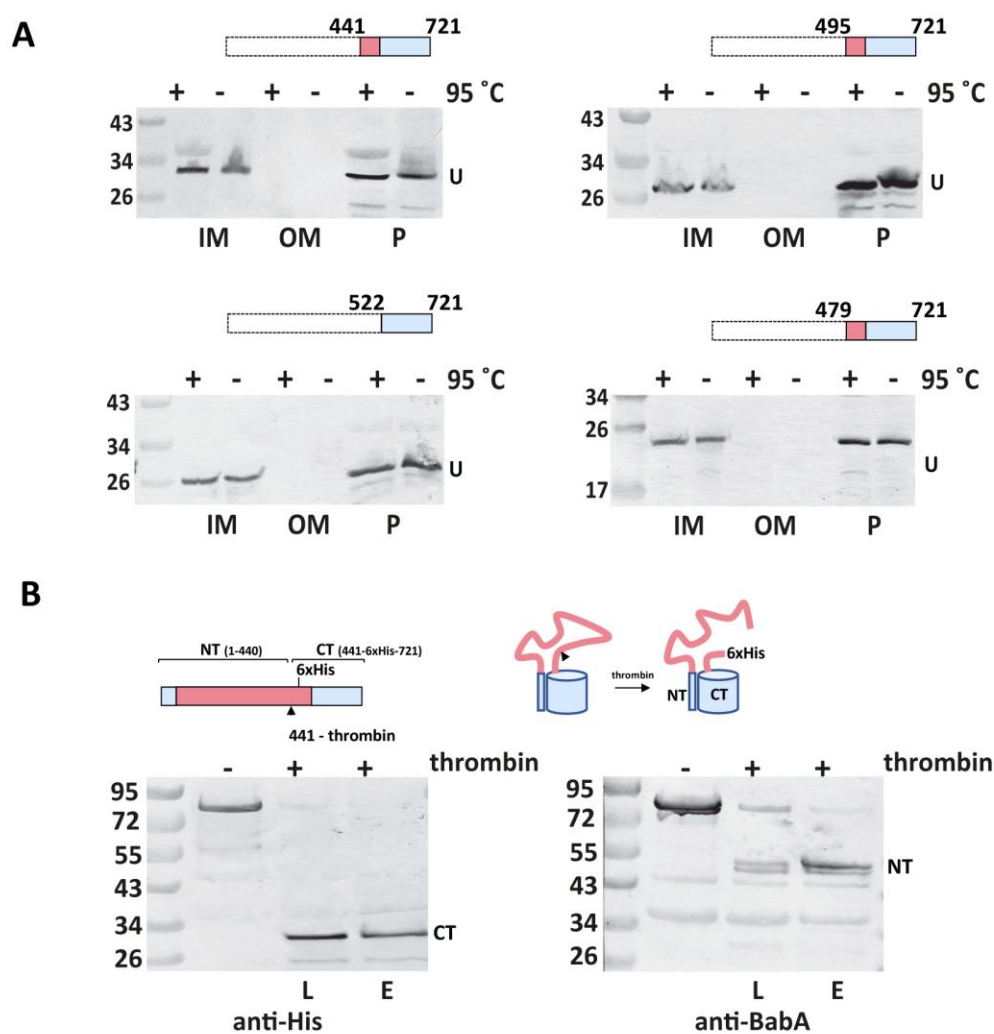 A
441 721
+ - + - + - 95 ˚C
43
34
26
U
IM OM P
495 721
+ - + - + - 95 ˚C
43
34
26
U
IM OM P
522 721
+ - + - + - 95 ˚C
43
34
26
U
IM OM P
479 721
+ - + - + - 95 ˚C
34
26
17
U
IM OM P
B
NT (1-440) CT (441-6xHis-721)
6xHis
441 - thrombin
thrombin
6xHis
NT CT
- + + thrombin
95
72
55
43
34
26
CT
L E
anti-His
- + + thrombin
95
72
55
43
34
26
NT
L E
anti-BabA